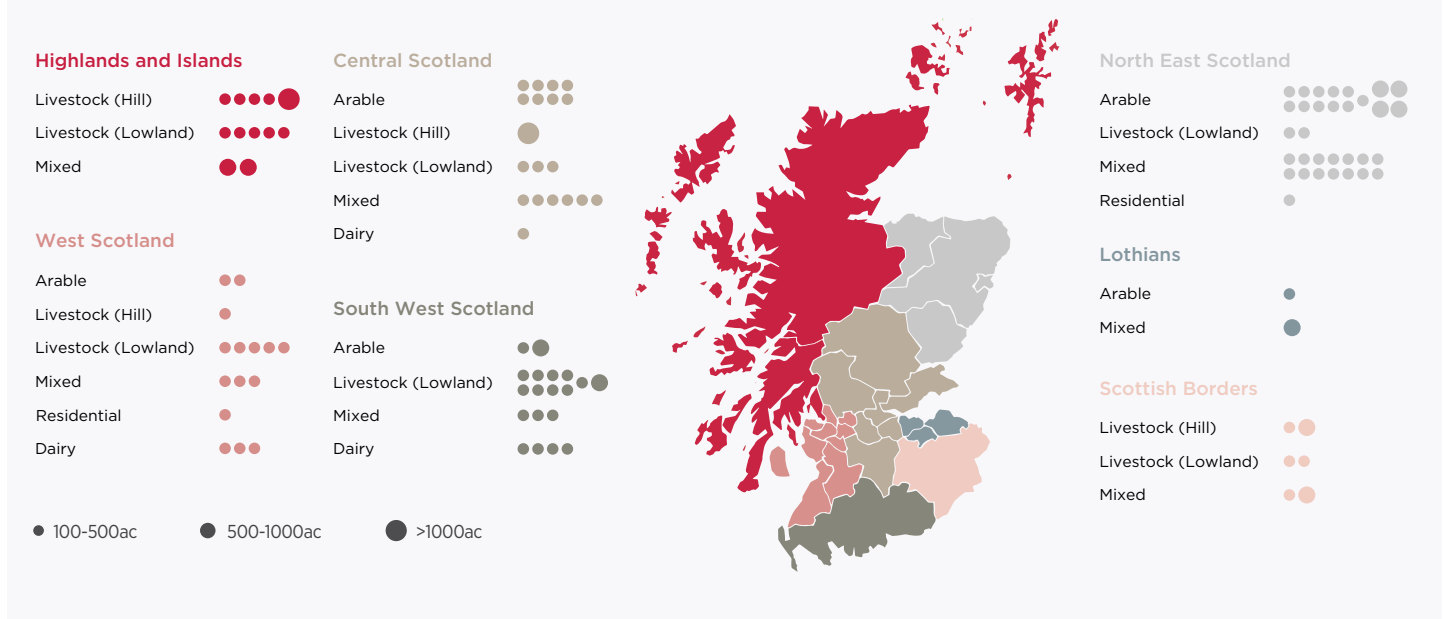 Highlands and Islands
Livestock (Hill)
Livestock (Lowland)
Mixed
West Scotland
Arable
Livestock (Hill)
Livestock (Lowland)
Mixed
Residential
Dairy
Central Scotland
Arable
Livestock (Hill)
Livestock (Lowland)
Mixed
Dairy
South West Scotland
Arable
Livestock (Lowland)
Mixed
Dairy
100-500ac
500-1000ac
>1000ac
North East Scotland
Arable
Livestock (Lowland)
Mixed
Residential
Lothians
Arable
Mixed
Scottish Borders
Livestock (Hill)
Livestock (Lowland)
Mixed